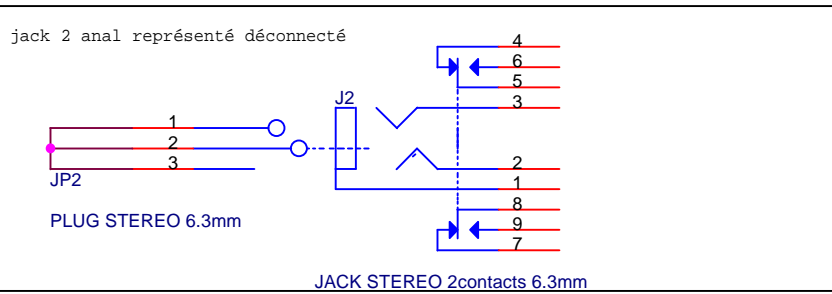 jack 2 anal représenté déconnecté
4
6
5
J2
3
1
2
3
JP2
2
1
PLUG STEREO 6.3mm
8
9
7
JACK STEREO 2contacts 6.3mm